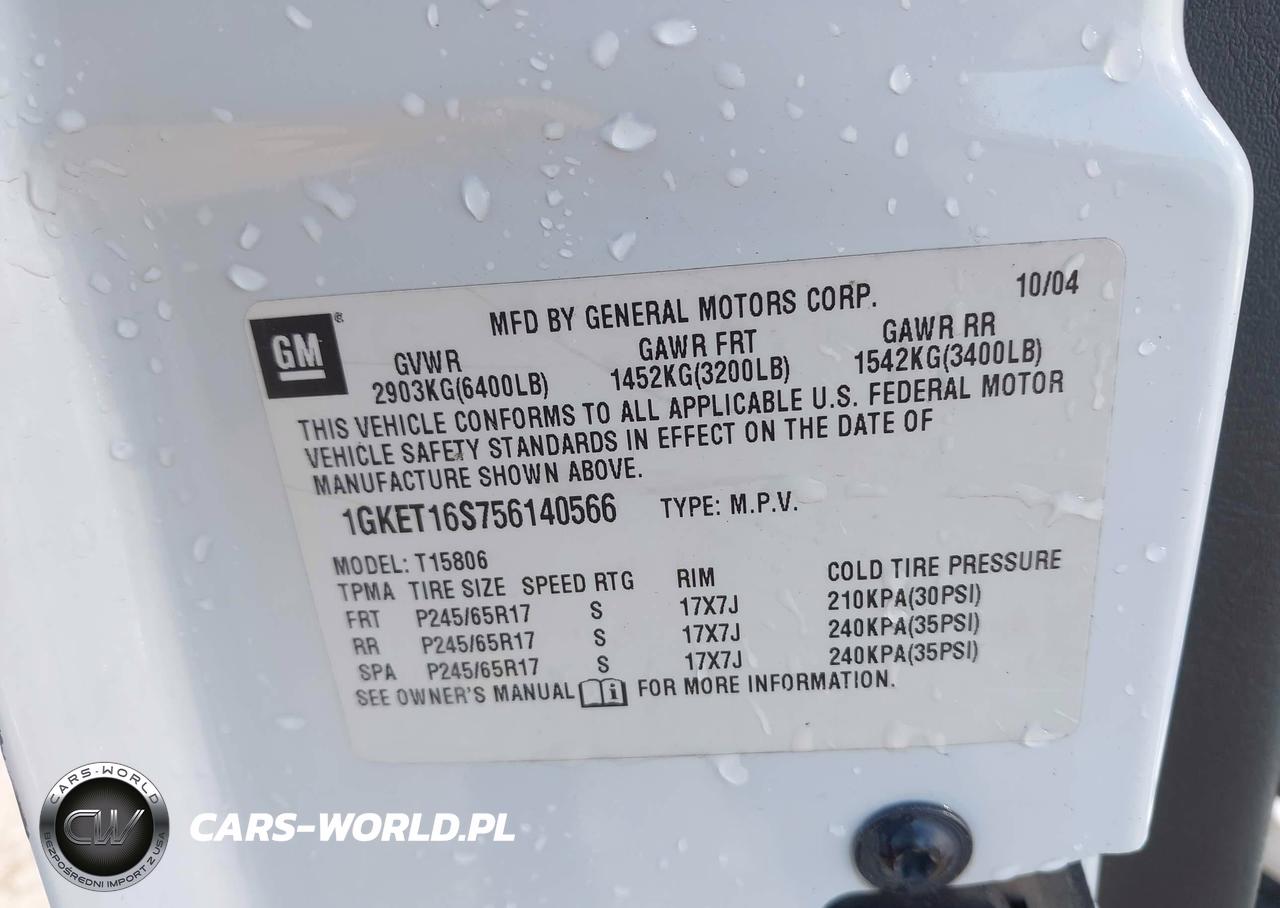 MFD BY GENERAL MOTORS CORP. 10/04
GM®
GVWR GAWR FRT GAWR RR
2903KG(6400LB) 1452KG(3200LB) 1542KG(3400LB)
THIS VEHICLE CONFORMS TO ALL APPLICABLE U.S. FEDERAL MOTOR
VEHICLE SAFETY STANDARDS IN EFFECT ON THE DATE OF
MANUFACTURE SHOWN ABOVE.
1GKET16S756140566 TYPE: M.P.V.
MODEL: T15806
TPMA TIRE SIZE SPEED RTG RIM COLD TIRE PRESSURE
FRT P245/65R17 S 17X7J 210KPA(30PSI)
RR P245/65R17 S 17X7J 240KPA(35PSI)
SPA P245/65R17 S 17X7J 240KPA(35PSI)
SEE OWNER'S MANUAL i FOR MORE INFORMATION.
CARS-WORLD
CW
BEZPOŚREDNI IMPORT Z USA
CARS-WORLD.PL